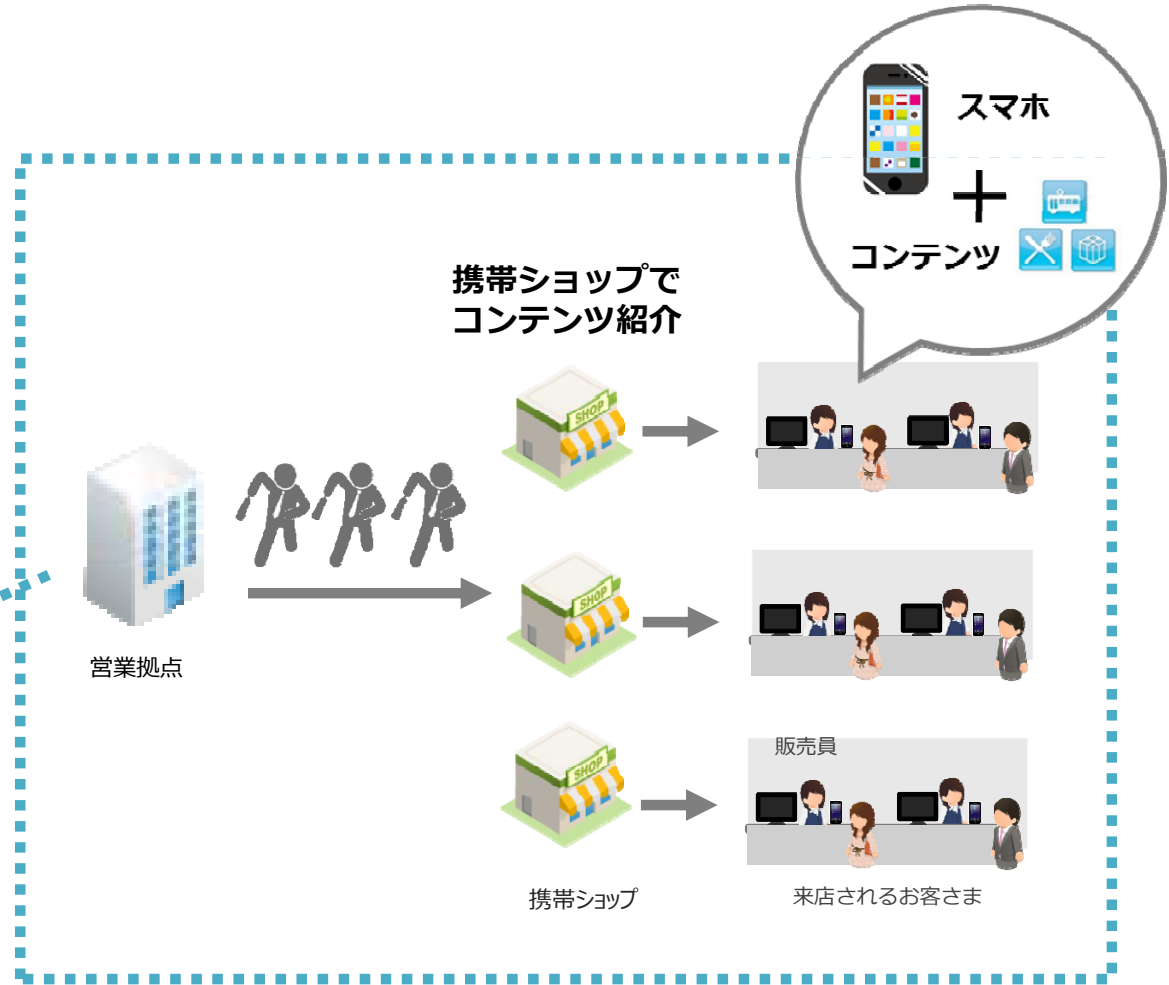 スマホ
コンテンツ
携帯ショップで
コンテンツ紹介
SHOP
営業拠点
SHOP
販売員
SHOP
携帯ショップ
来店されるお客さま